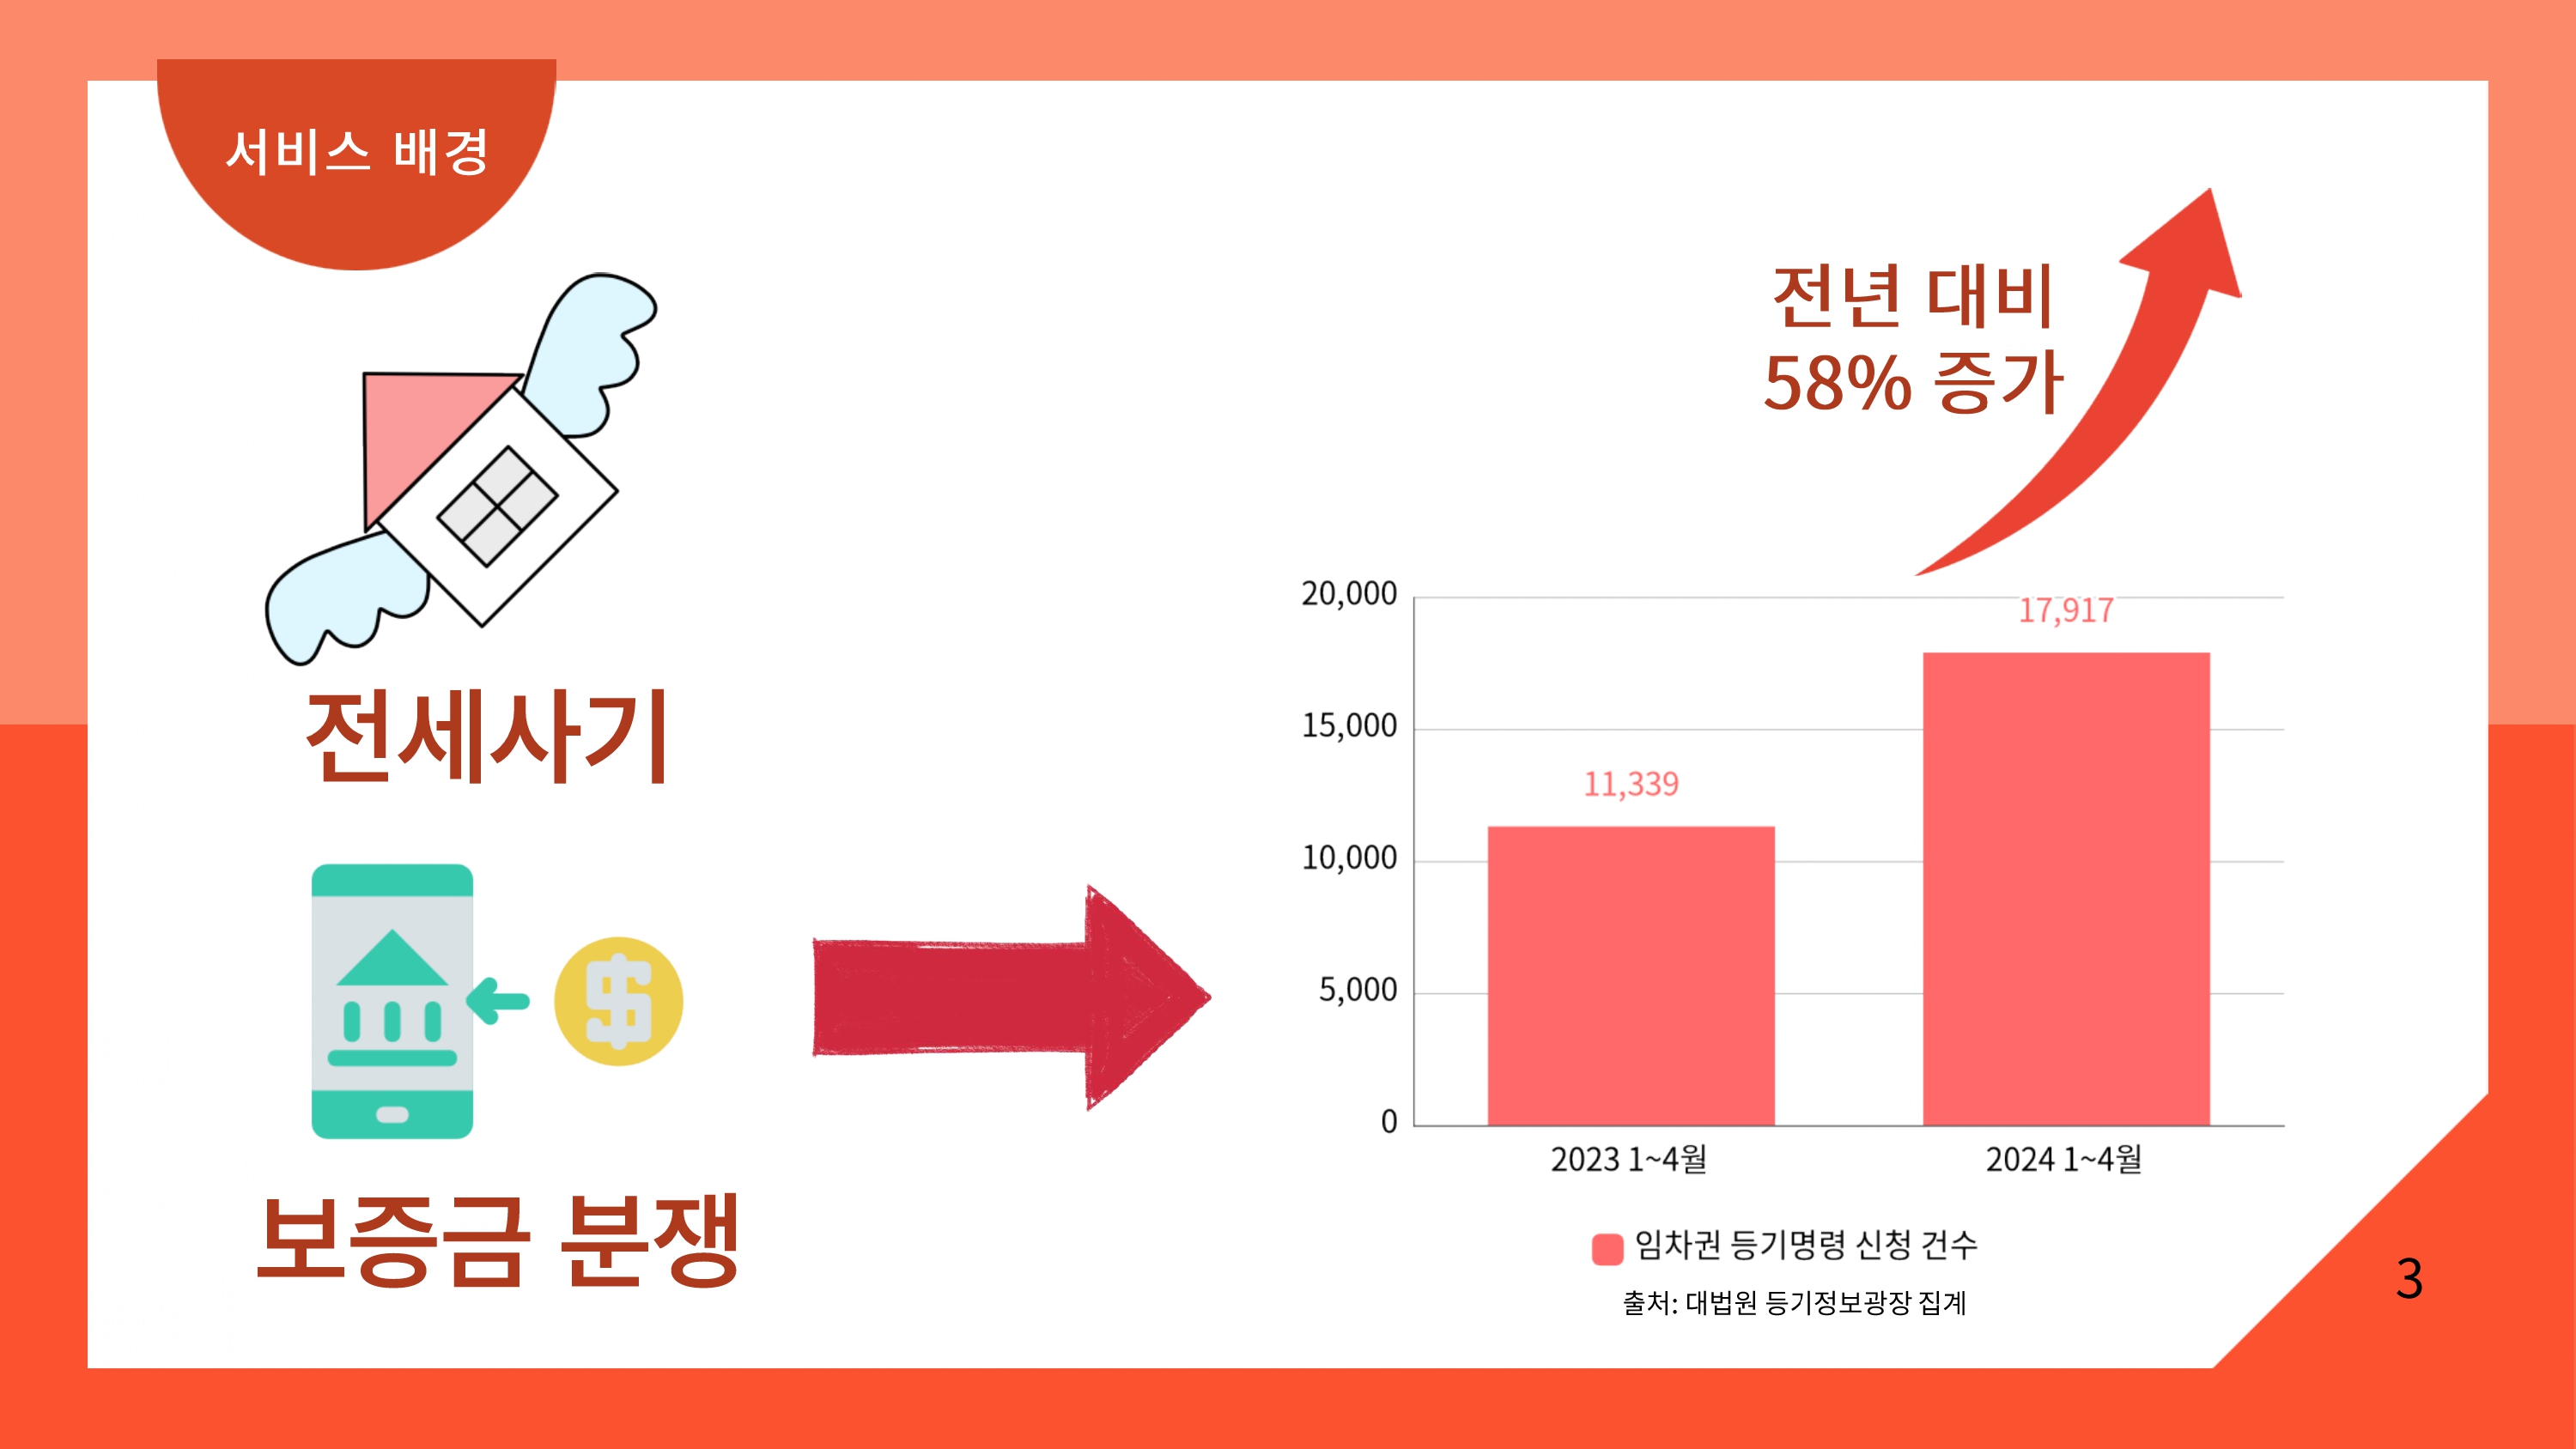 서비스 배경
전세사기
보증금 분쟁
전년 대비
58% 증가
20,000
15,000
10,000
5,000
0
11,339
17,917
2023 1~4월
2024 1~4월
임차권 등기명령 신청 건수
출처: 대법원 등기정보광장 집계
3